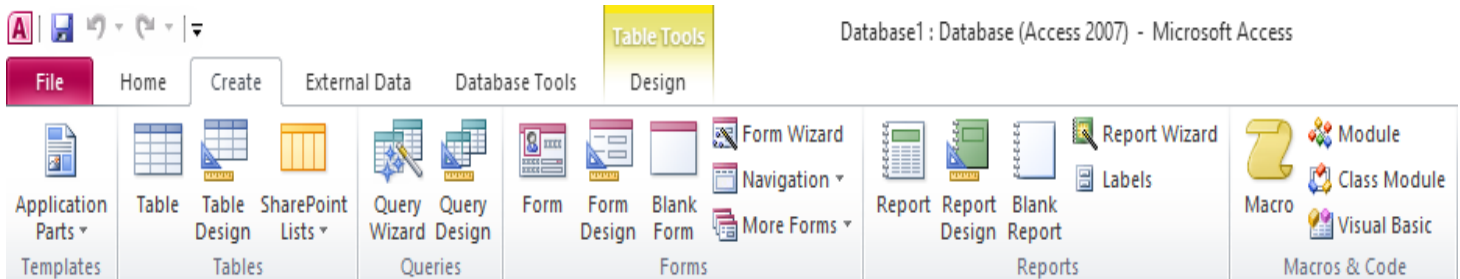 Table Tools
Database1 : Database (Access 2007) - Microsoft Access
File Home Create External Data Database Tools Design
Application Parts
Table
Table Design
SharePoint Lists
Query Wizard
Query Design
Form
Form Design
Blank Form
Form Wizard
Navigation
More Forms
Report
Report Design
Blank Report
Report Wizard
Labels
Macro
Module
Class Module
Visual Basic
Templates Tables Queries Forms Reports Macros & Code